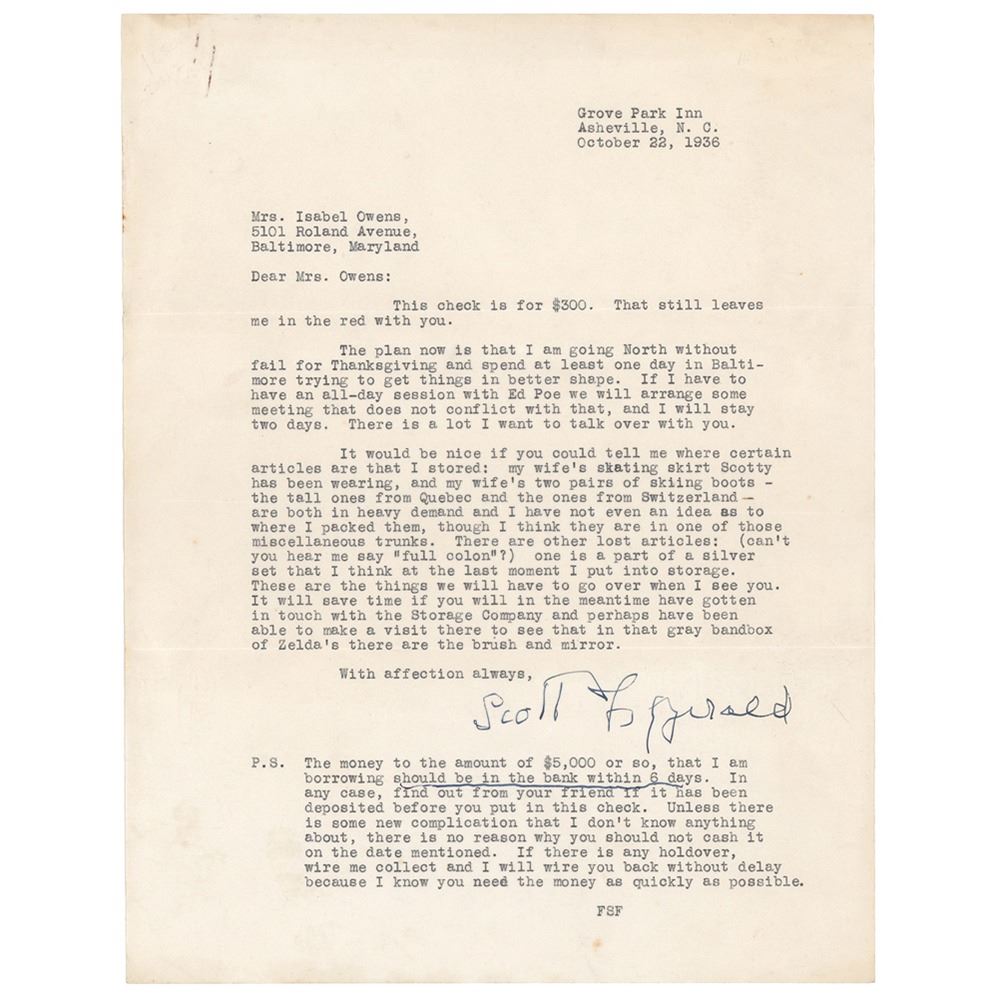 Grove Park Inn
Asheville, N. C.
October 22, 1936
Mrs. Isabel Owens,
5101 Roland Avenue,
Baltimore, Maryland
Dear Mrs. Owens:
This check is for $300. That still leaves
me in the red with you.
The plan now is that I am going North without
fail for Thanksgiving and spend at least one day in Balti-
more trying to get things in better shape. If I have to
have an all-day session with Ed Poe we will arrange some
meeting that does not conflict with that, and I will stay
two days. There is a lot I want to talk over with you.
It would be nice if you could tell me where certain
articles are that I stored: my wife's skating skirt Scotty
has been wearing, and my wife's two pairs of skiing boots -
the tall ones from Quebec and the ones from Switzerland —
are both in heavy demand and I have not even an idea as to
where I packed them, though I think they are in one of those
miscellaneous trunks. There are other lost articles: (can't
you hear me say "full colon"?) one is a part of a silver
set that I think at the last moment I put into storage.
These are the things we will have to go over when I see you.
It will save time if you will in the meantime have gotten
in touch with the Storage Company and perhaps have been
able to make a visit there to see that in that gray bandbox
of Zelda's there are the brush and mirror.
With affection always,
Scott Fitzgerald
P.S. The money to the amount of $5,000 or so, that I am
borrowing should be in the bank within 6 days. In
any case, find out from your friend if it has been
deposited before you put in this check. Unless there
is some new complication that I don't know anything
about, there is no reason why you should not cash it
on the date mentioned. If there is any holdover,
wire me collect and I will wire you back without delay
because I know you need the money as quickly as possible.
FSF